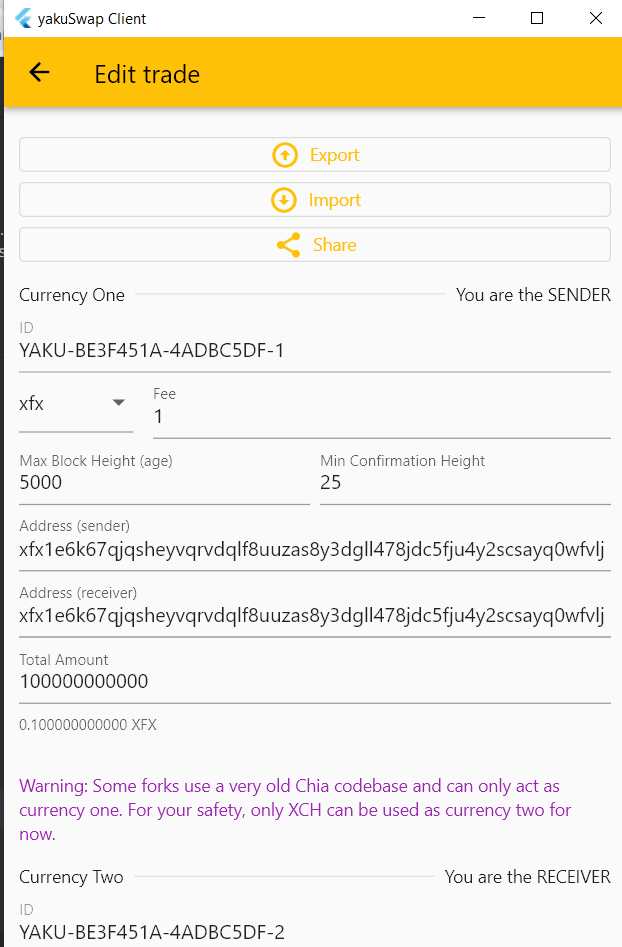 yakuSwap Client
Edit trade
Export
Import
Share
Currency One You are the SENDER
ID
YAKU-BE3F451A-4ADBC5DF-1
xfx
Fee
1
Max Block Height (age) Min Confirmation Height
5000 25
Address (sender)
xfx1e6k67qjqsheyvqrvdqlf8uuzas8y3dgll478jdc5fju4y2scsayq0wfvlj
Address (receiver)
xfx1e6k67qjqsheyvqrvdqlf8uuzas8y3dgll478jdc5fju4y2scsayq0wfvlj
Total Amount
100000000000
0.100000000000 XFX
Warning: Some forks use a very old Chia codebase and can only act as
currency one. For your safety, only XCH can be used as currency two for
now.
Currency Two You are the RECEIVER
ID
YAKU-BE3F451A-4ADBC5DF-2